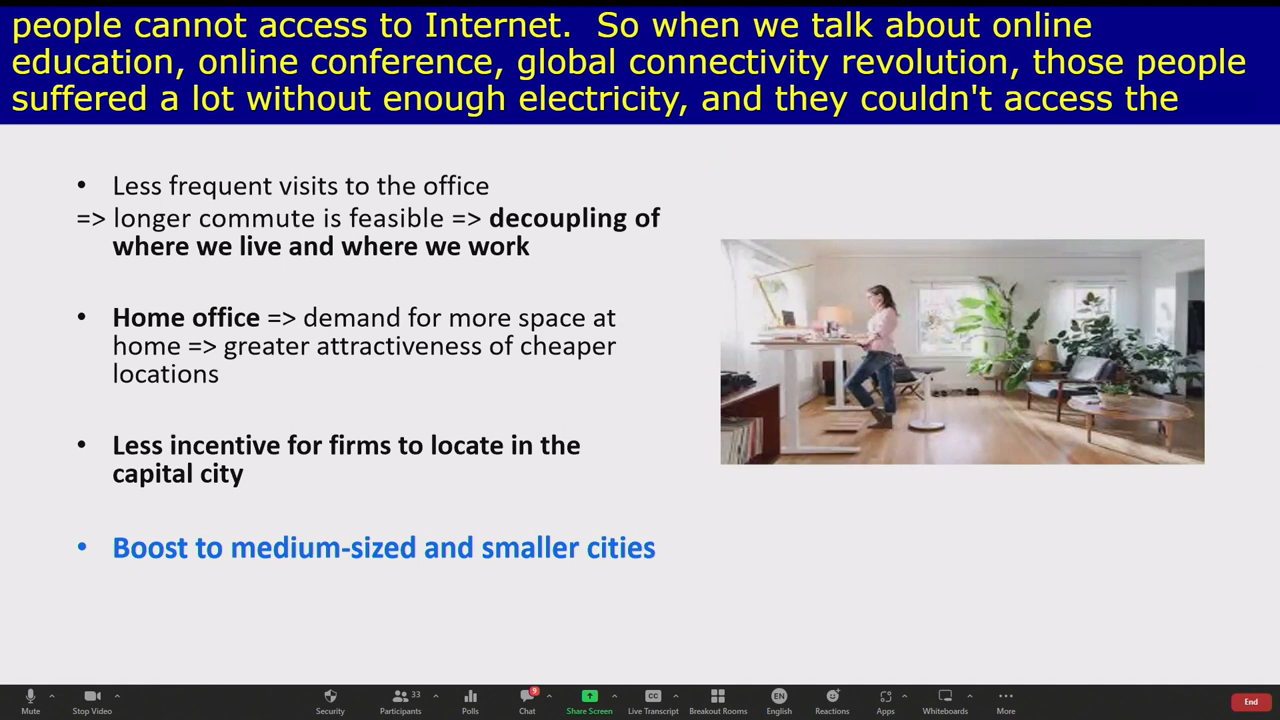 people cannot access to Internet.  So when we talk about online
education, online conference, global connectivity revolution, those people
suffered a lot without enough electricity, and they couldn't access the
• Less frequent visits to the office
=> longer commute is feasible => decoupling of
where we live and where we work
• Home office => demand for more space at
home => greater attractiveness of cheaper
locations
• Less incentive for firms to locate in the
capital city
• Boost to medium-sized and smaller cities
33
9
CC
EN
Mute
Stop Video
Security
Participants
Polls
Chat
Share Screen
Live Transcript
Breakout Rooms
English
Reactions
Apps
Whiteboards
More
End